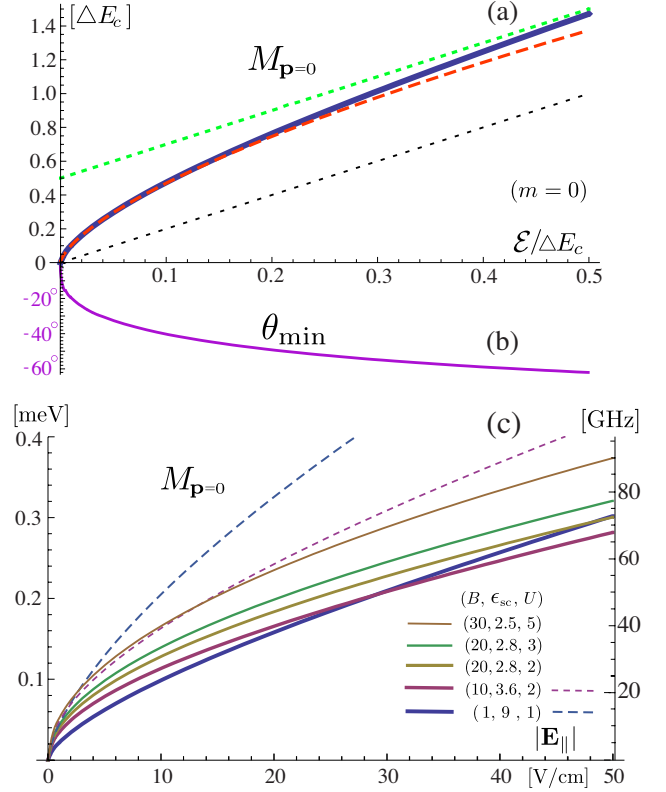 [△E_c]
(a)
1.4
M_{p=0}
1.2
1.0
0.8
0.6
0.4
(m = 0)
0.2
ℰ/△E_c
0
0.1
0.2
0.3
0.4
0.5
-20°
-40°
θ_min
(b)
-60°
[meV]
(c)
[GHz]
0.4
M_{p=0}
80
0.3
60
0.2
(B, ϵ_sc, U)
(30, 2.5, 5)
40
(20, 2.8, 3)
(20, 2.8, 2)
0.1
(10, 3.6, 2)
20
(1, 9 , 1)
|E_∥|
0
10
20
30
40
[V/cm]
50